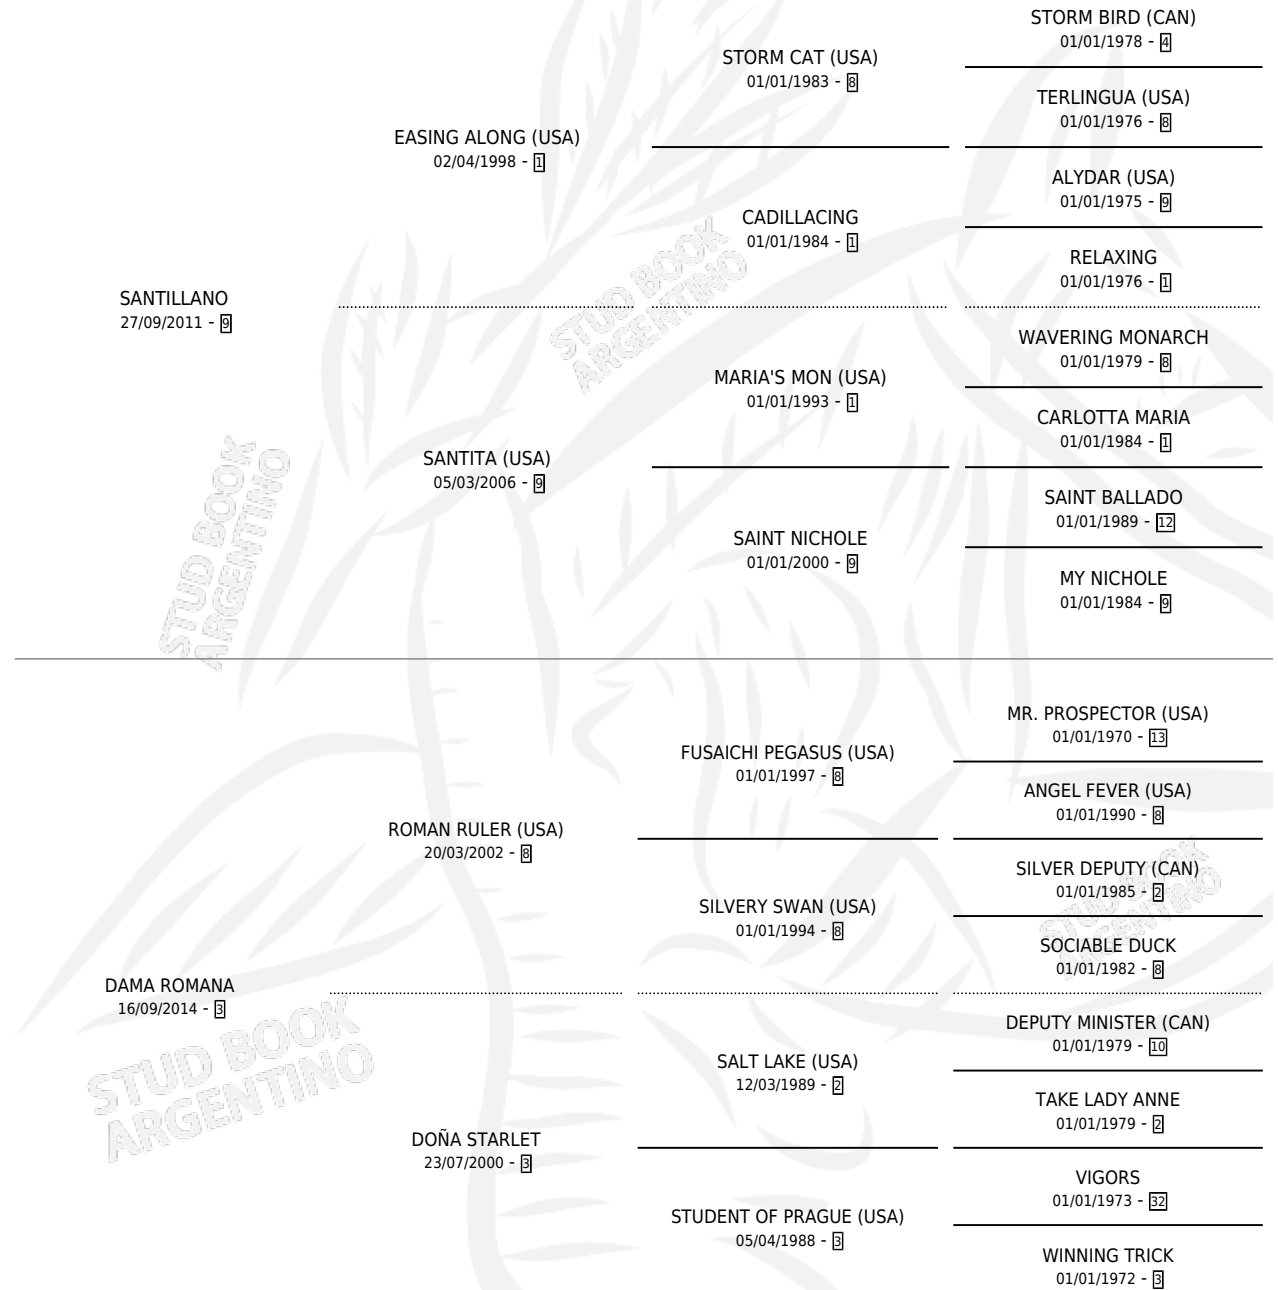 STORM BIRD (CAN)
01/01/1978 - 4
STORM CAT (USA)
01/01/1983 - 8
TERLINGUA (USA)
01/01/1976 - 8
EASING ALONG (USA)
02/04/1998 - 1
ALYDAR (USA)
01/01/1975 - 9
CADILLACING
01/01/1984 - 1
RELAXING
01/01/1976 - 1
SANTILLANO
27/09/2011 - 9
WAVERING MONARCH
01/01/1979 - 8
MARIA'S MON (USA)
01/01/1993 - 1
CARLOTTA MARIA
01/01/1984 - 1
SANTITA (USA)
05/03/2006 - 9
SAINT BALLADO
01/01/1989 - 12
SAINT NICHOLE
01/01/2000 - 9
MY NICHOLE
01/01/1984 - 9
MR. PROSPECTOR (USA)
01/01/1970 - 13
FUSAICHI PEGASUS (USA)
01/01/1997 - 8
ANGEL FEVER (USA)
01/01/1990 - 8
ROMAN RULER (USA)
20/03/2002 - 8
SILVER DEPUTY (CAN)
01/01/1985 - 2
SILVERY SWAN (USA)
01/01/1994 - 8
SOCIABLE DUCK
01/01/1982 - 8
DAMA ROMANA
16/09/2014 - 3
DEPUTY MINISTER (CAN)
01/01/1979 - 10
SALT LAKE (USA)
12/03/1989 - 2
TAKE LADY ANNE
01/01/1979 - 2
DOÑA STARLET
23/07/2000 - 3
VIGORS
01/01/1973 - 32
STUDENT OF PRAGUE (USA)
05/04/1988 - 3
WINNING TRICK
01/01/1972 - 3
STUD BOOK
ARGENTINO
STUD BOOK
ARGENTINO
STUD BOOK
ARGENTINO
STUD BOOK
ARGENTINO